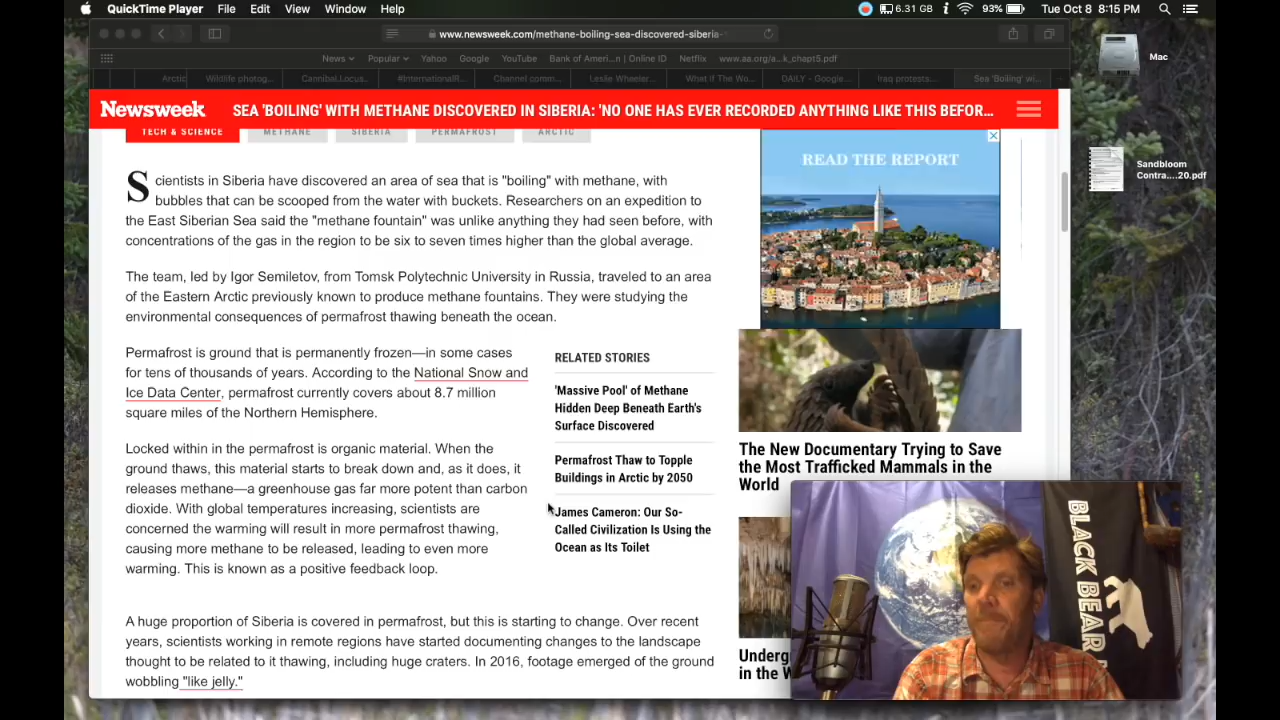 QuickTime Player File Edit View Window Help
6.31 GB 93% Tue Oct 8 8:15 PM
www.newsweek.com/methane-boiling-sea-discovered-siberia-
News Popular Yahoo Google YouTube Bank of Ameri...n | Online ID Netflix www.aa.org/a...k_chapt5.pdf
Arctic Wildlife photog... Cannibal.Locus... #InternationalR... Channel comm... Leslie Wheeler... What If The Wo... DAILY - Google... Iraq protests... Sea 'Boiling' wi...
Newsweek SEA 'BOILING' WITH METHANE DISCOVERED IN SIBERIA: 'NO ONE HAS EVER RECORDED ANYTHING LIKE THIS BEFOR...
TECH & SCIENCE METHANE SIBERIA PERMAFROST ARCTIC
Scientists in Siberia have discovered an area of sea that is "boiling" with methane, with
bubbles that can be scooped from the water with buckets. Researchers on an expedition to
the East Siberian Sea said the "methane fountain" was unlike anything they had seen before, with
concentrations of the gas in the region to be six to seven times higher than the global average.
The team, led by Igor Semiletov, from Tomsk Polytechnic University in Russia, traveled to an area
of the Eastern Arctic previously known to produce methane fountains. They were studying the
environmental consequences of permafrost thawing beneath the ocean.
Permafrost is ground that is permanently frozen—in some cases
for tens of thousands of years. According to the National Snow and
Ice Data Center, permafrost currently covers about 8.7 million
square miles of the Northern Hemisphere.
Locked within in the permafrost is organic material. When the
ground thaws, this material starts to break down and, as it does, it
releases methane—a greenhouse gas far more potent than carbon
dioxide. With global temperatures increasing, scientists are
concerned the warming will result in more permafrost thawing,
causing more methane to be released, leading to even more
warming. This is known as a positive feedback loop.
RELATED STORIES
'Massive Pool' of Methane
Hidden Deep Beneath Earth's
Surface Discovered
Permafrost Thaw to Topple
Buildings in Arctic by 2050
James Cameron: Our So-
Called Civilization Is Using the
Ocean as Its Toilet
A huge proportion of Siberia is covered in permafrost, but this is starting to change. Over recent
years, scientists working in remote regions have started documenting changes to the landscape
thought to be related to it thawing, including huge craters. In 2016, footage emerged of the ground
wobbling "like jelly."
READ THE REPORT
The New Documentary Trying to Save
the Most Trafficked Mammals in the
World
Underg
in the W
BLACK BEAR
Mac
Sandbloom
Contra....20.pdf